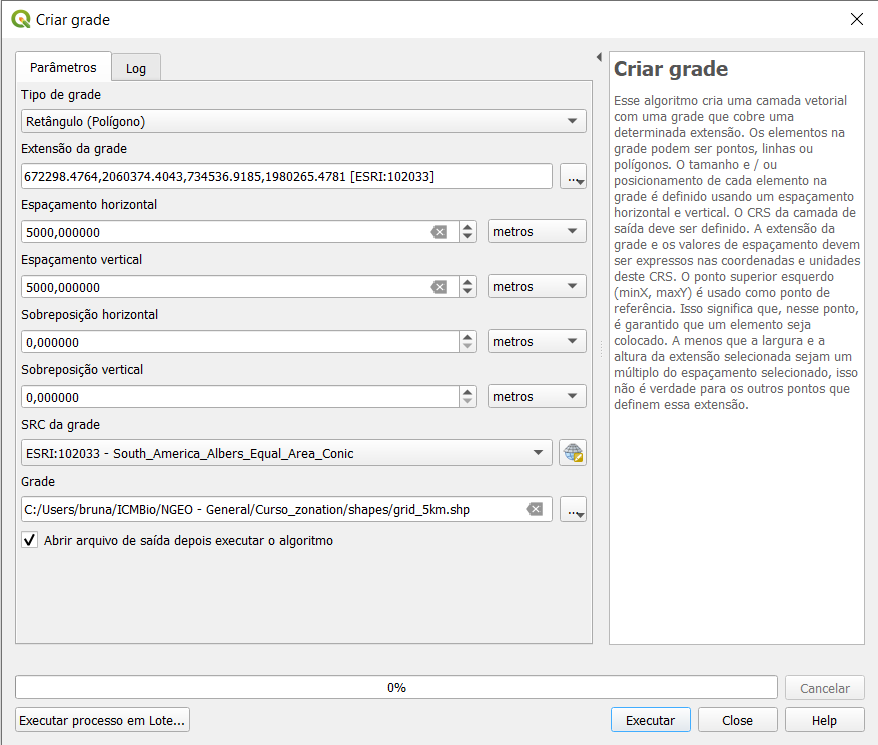 Criar grade
Parâmetros
Log
Tipo de grade
Retângulo (Polígono)
Extensão da grade
672298.4764,2060374.4043,734536.9185,1980265.4781 [ESRI:102033]
...
Espaçamento horizontal
5000,000000
metros
Espaçamento vertical
5000,000000
metros
Sobreposição horizontal
0,000000
metros
Sobreposição vertical
0,000000
metros
SRC da grade
ESRI:102033 - South_America_Albers_Equal_Area_Conic
Grade
C:/Users/bruna/ICMBio/NGEO - General/Curso_zonation/shapes/grid_5km.shp
...
Abrir arquivo de saída depois executar o algoritmo
Criar grade
Esse algoritmo cria uma camada vetorial
com uma grade que cobre uma
determinada extensão. Os elementos na
grade podem ser pontos, linhas ou
polígonos. O tamanho e / ou
posicionamento de cada elemento na
grade é definido usando um espaçamento
horizontal e vertical. O CRS da camada de
saída deve ser definido. A extensão da
grade e os valores de espaçamento devem
ser expressos nas coordenadas e unidades
deste CRS. O ponto superior esquerdo
(minX, maxY) é usado como ponto de
referência. Isso significa que, nesse ponto,
é garantido que um elemento seja
colocado. A menos que a largura e a
altura da extensão selecionada sejam um
múltiplo do espaçamento selecionado, isso
não é verdade para os outros pontos que
definem essa extensão.
0%
Cancelar
Executar processo em Lote...
Executar
Close
Help